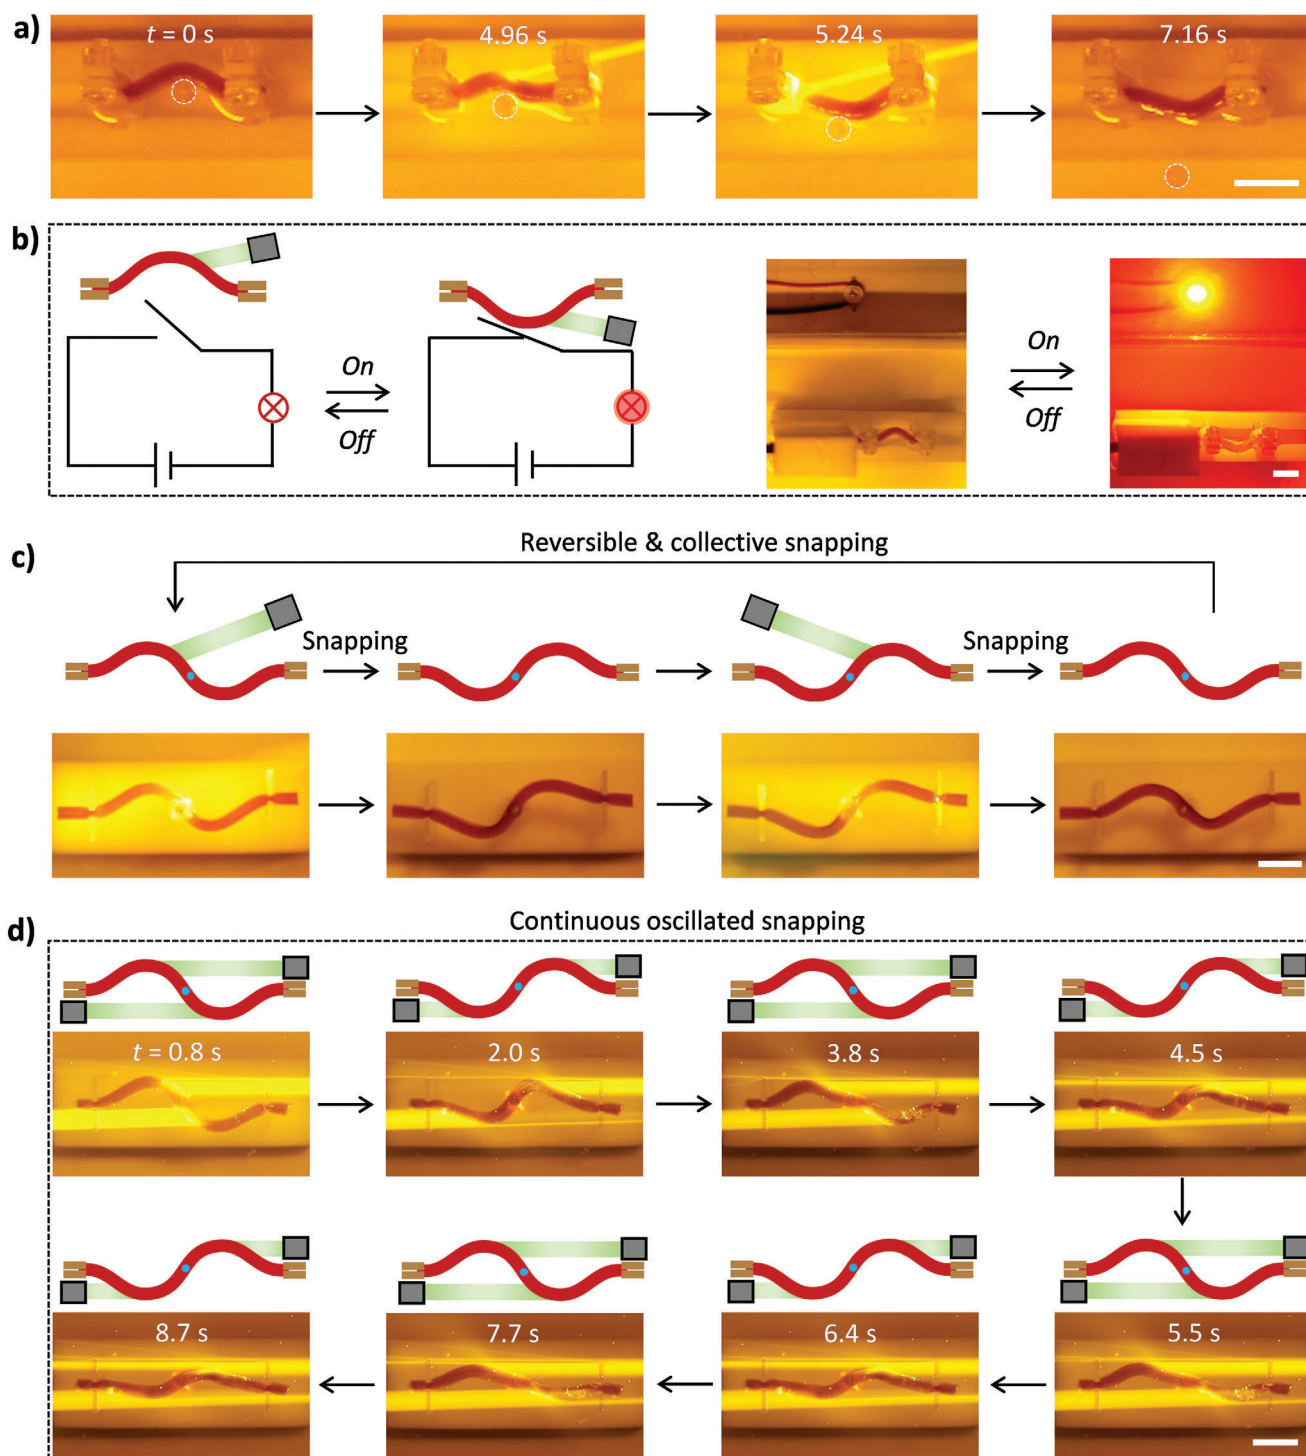 a)
t = 0 s
4.96 s
5.24 s
7.16 s
b)
On
Off
On
Off
c)
Reversible & collective snapping
Snapping
Snapping
d)
Continuous oscillated snapping
t = 0.8 s
2.0 s
3.8 s
4.5 s
8.7 s
7.7 s
6.4 s
5.5 s